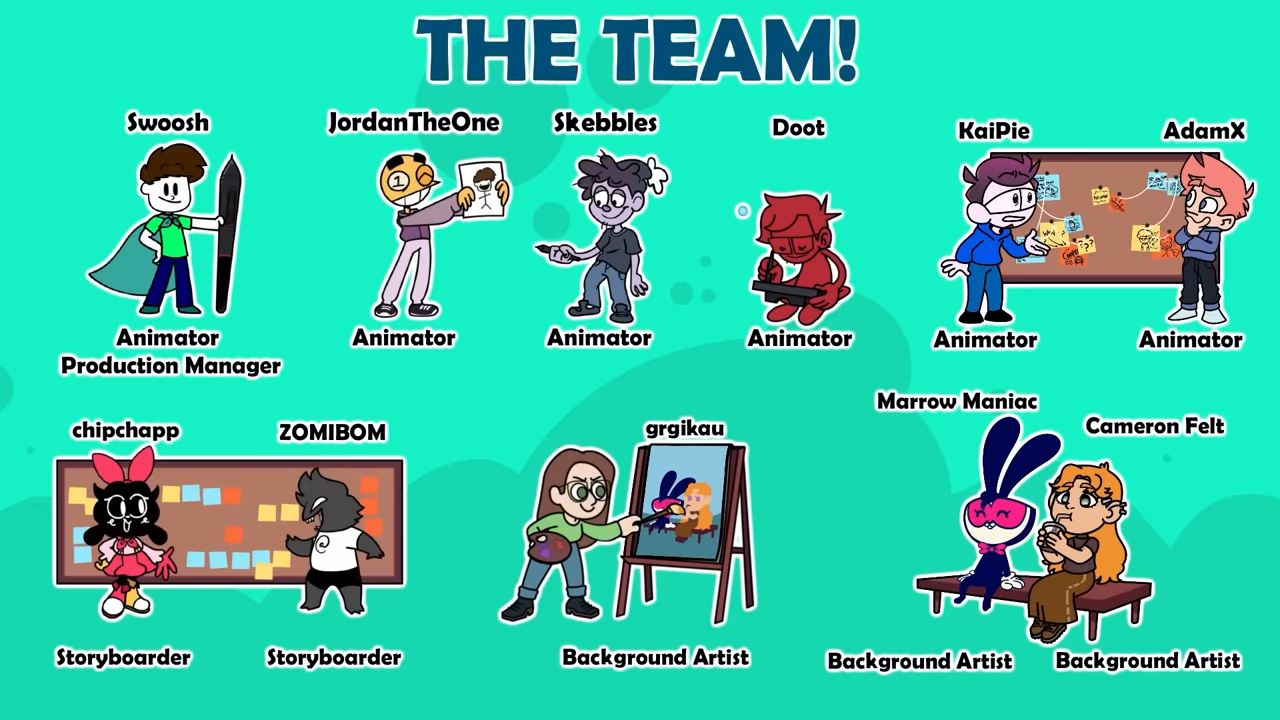 THE TEAM!
Swoosh
JordanTheOne
Skebbles
Doot
KaiPie
AdamX
Animator
Production Manager
Animator
Animator
Animator
Animator
Animator
chipchapp
ZOMIBOM
grgikau
Marrow Maniac
Cameron Felt
Storyboarder
Storyboarder
Background Artist
Background Artist
Background Artist